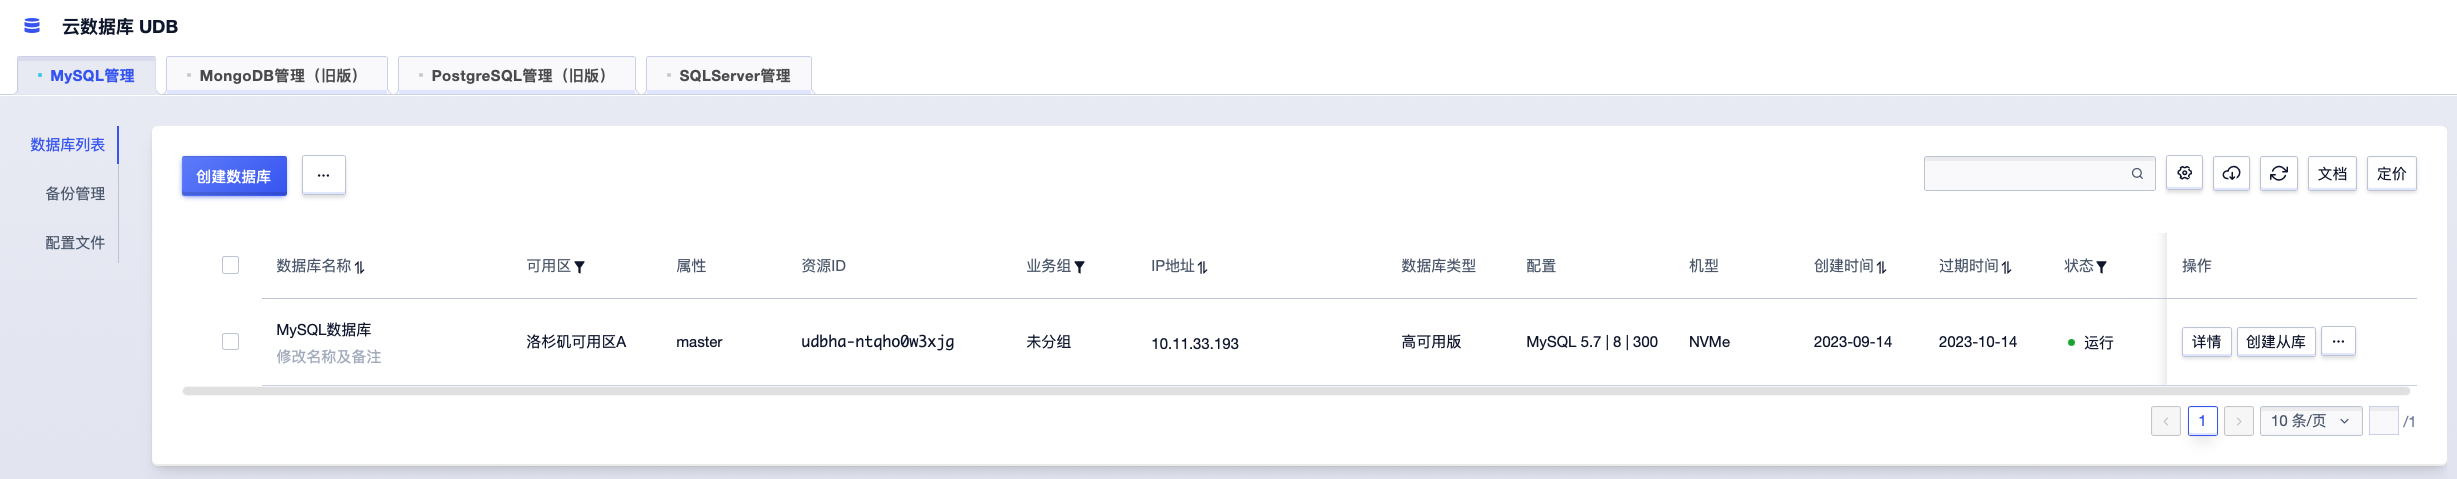 云数据库 UDB
MySQL管理 MongoDB管理（旧版） PostgreSQL管理（旧版） SQLServer管理
数据库列表
备份管理
配置文件
创建数据库 ... 文档 定价
数据库名称 可用区 属性 资源ID 业务组 IP地址 数据库类型 配置 机型 创建时间 过期时间 状态 操作
MySQL数据库 洛杉矶可用区A master udbha-ntqho0w3xjg 未分组 10.11.33.193 高可用版 MySQL 5.7 | 8 | 300 NVMe 2023-09-14 2023-10-14 运行 详情 创建从库 ...
修改名称及备注
1 10 条/页 /1